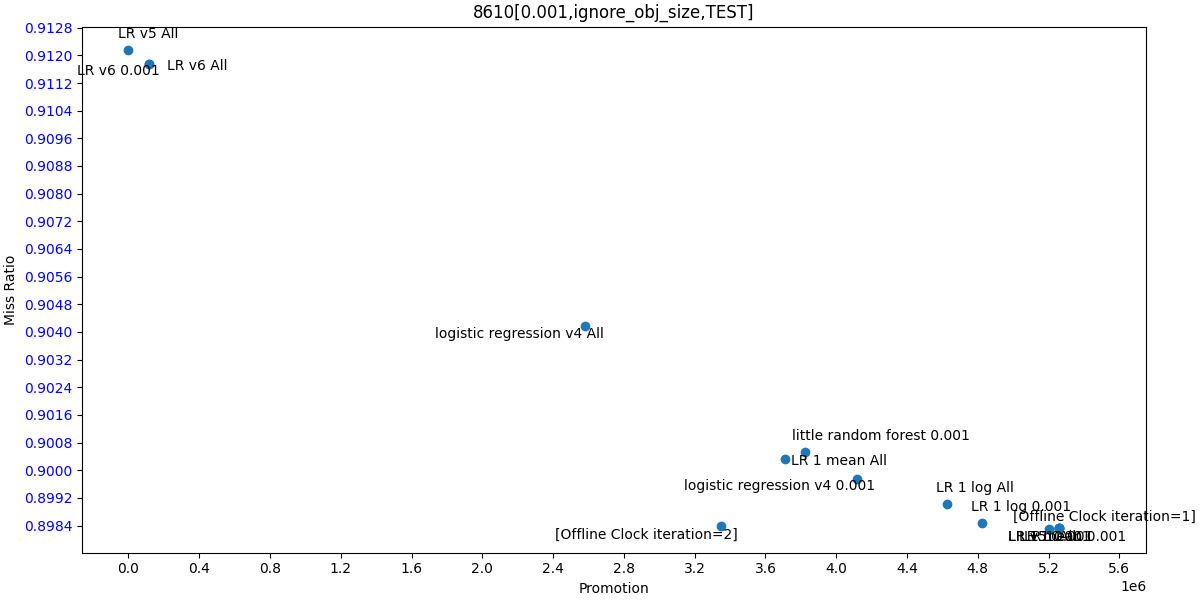 8610[0.001,ignore_obj_size,TEST]
0.9128
0.9120
0.9112
0.9104
0.9096
0.9088
0.9080
0.9072
0.9064
0.9056
0.9048
0.9040
0.9032
0.9024
0.9016
0.9008
0.9000
0.8992
0.8984
Miss Ratio
LR v5 All
LR v6 All
LR v6 0.001
logistic regression v4 All
little random forest 0.001
LR 1 mean All
logistic regression v4 0.001
LR 1 log All
LR 1 log 0.001
[Offline Clock iteration=1]
[Offline Clock iteration=2]
0.0 0.4 0.8 1.2 1.6 2.0 2.4 2.8 3.2 3.6 4.0 4.4 4.8 5.2 5.6
1e6
Promotion